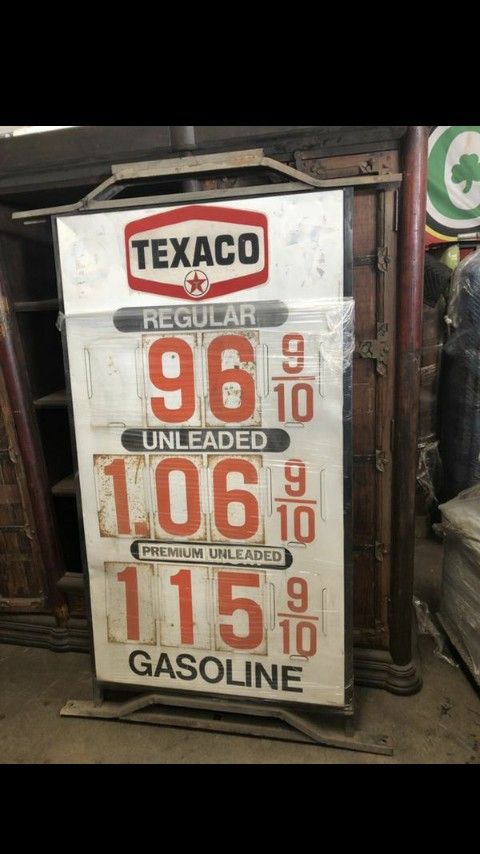 TEXACO
REGULAR
96 9/10
UNLEADED
1.06 9/10
PREMIUM UNLEADED
115 9/10
GASOLINE